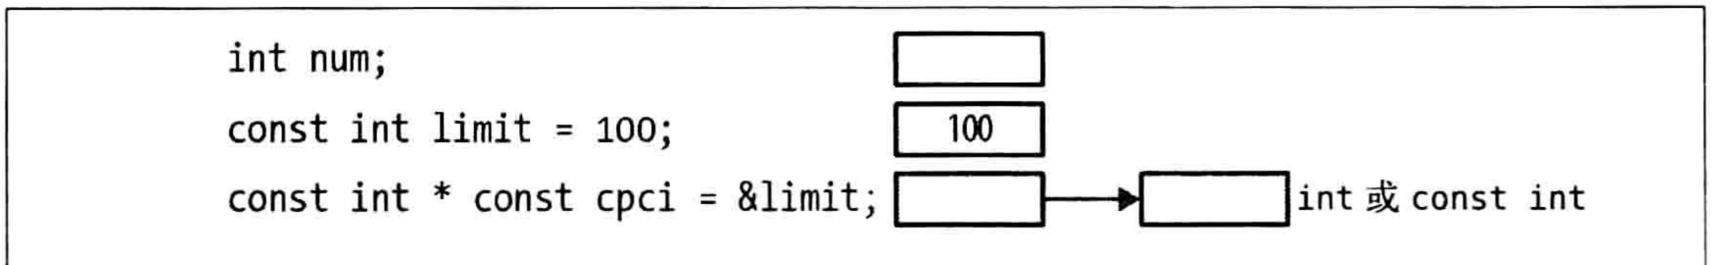 int num;
const int limit = 100; 100
const int * const cpci = &limit; int 或 const int